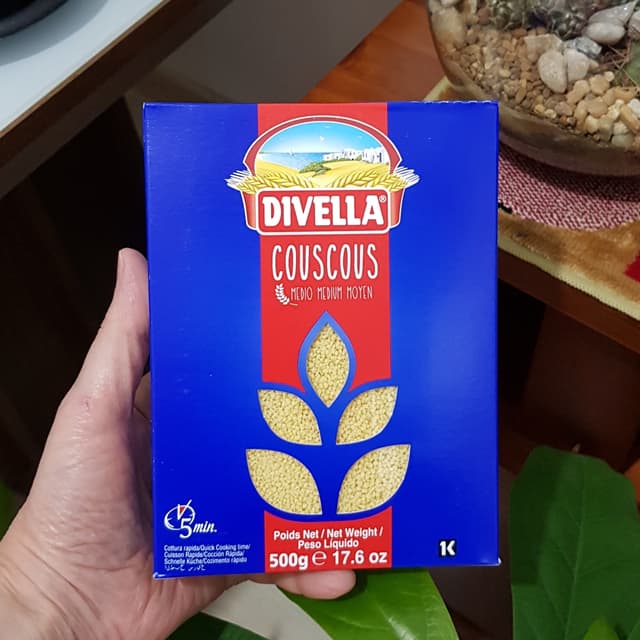 DIVELLA®
COUSCOUS
MEDIO MEDIUM MOYEN
5 min.
Cottura rapida/Quick Cooking time/
Cuisson Rapide/Cocción Rápida/
Schnelle Küche/Cozimento rápido
Poids Net / Net Weight /
Peso Líquido
500g ℮ 17.6 oz
K